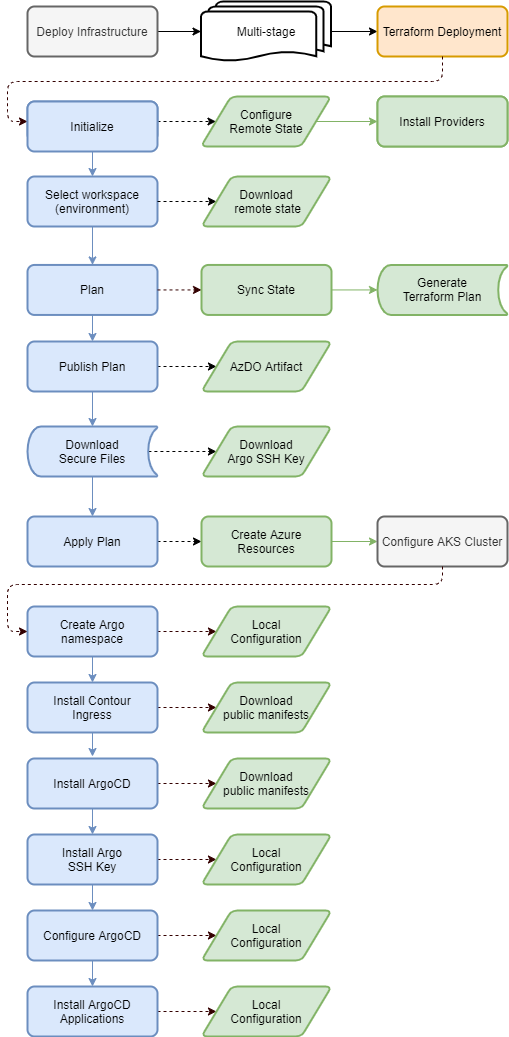 Deploy Infrastructure
Multi-stage
Terraform Deployment
Initialize
Configure
Remote State
Install Providers
Select workspace
(environment)
Download
remote state
Plan
Sync State
Generate
Terraform Plan
Publish Plan
AzDO Artifact
Download
Secure Files
Download
Argo SSH Key
Apply Plan
Create Azure
Resources
Configure AKS Cluster
Create Argo
namespace
Local
Configuration
Install Contour
Ingress
Download
public manifests
Install ArgoCD
Download
public manifests
Install Argo
SSH Key
Local
Configuration
Configure ArgoCD
Local
Configuration
Install ArgoCD
Applications
Local
Configuration